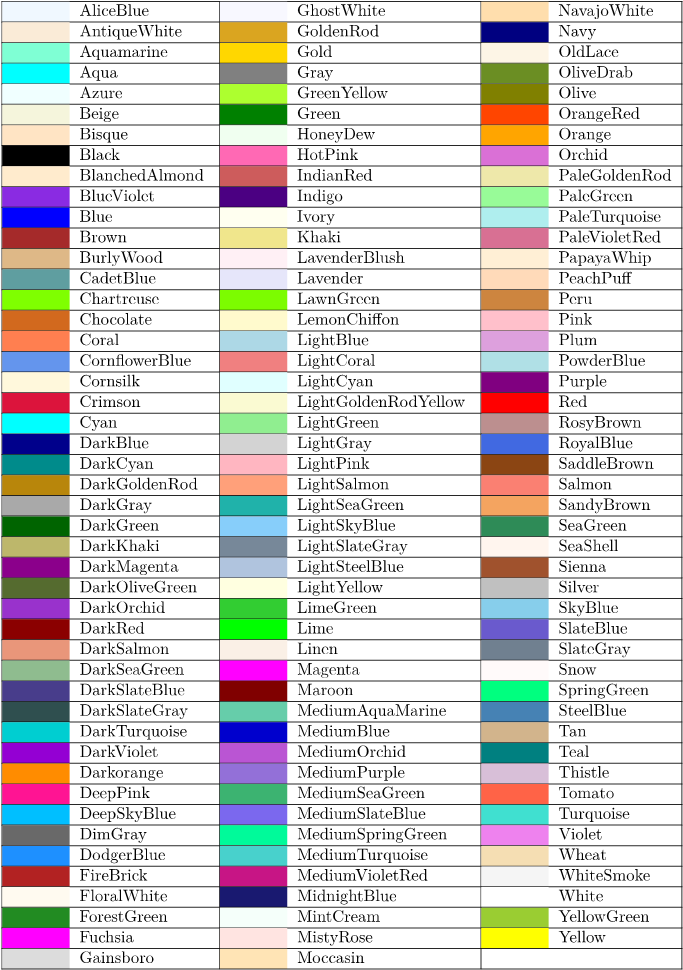 AliceBlue GhostWhite NavajoWhite
AntiqueWhite GoldenRod Navy
Aquamarine Gold OldLace
Aqua Gray OliveDrab
Azure GreenYellow Olive
Beige Green OrangeRed
Bisque HoneyDew Orange
Black HotPink Orchid
BlanchedAlmond IndianRed PaleGoldenRod
BlueViolet Indigo PaleGreen
Blue Ivory PaleTurquoise
Brown Khaki PaleVioletRed
BurlyWood LavenderBlush PapayaWhip
CadetBlue Lavender PeachPuff
Chartreuse LawnGreen Peru
Chocolate LemonChiffon Pink
Coral LightBlue Plum
CornflowerBlue LightCoral PowderBlue
Cornsilk LightCyan Purple
Crimson LightGoldenRodYellow Red
Cyan LightGreen RosyBrown
DarkBlue LightGray RoyalBlue
DarkCyan LightPink SaddleBrown
DarkGoldenRod LightSalmon Salmon
DarkGray LightSeaGreen SandyBrown
DarkGreen LightSkyBlue SeaGreen
DarkKhaki LightSlateGray SeaShell
DarkMagenta LightSteelBlue Sienna
DarkOliveGreen LightYellow Silver
DarkOrchid LimeGreen SkyBlue
DarkRed Lime SlateBlue
DarkSalmon Linen SlateGray
DarkSeaGreen Magenta Snow
DarkSlateBlue Maroon SpringGreen
DarkSlateGray MediumAquaMarine SteelBlue
DarkTurquoise MediumBlue Tan
DarkViolet MediumOrchid Teal
Darkorange MediumPurple Thistle
DeepPink MediumSeaGreen Tomato
DeepSkyBlue MediumSlateBlue Turquoise
DimGray MediumSpringGreen Violet
DodgerBlue MediumTurquoise Wheat
FireBrick MediumVioletRed WhiteSmoke
FloralWhite MidnightBlue White
ForestGreen MintCream YellowGreen
Fuchsia MistyRose Yellow
Gainsboro Moccasin